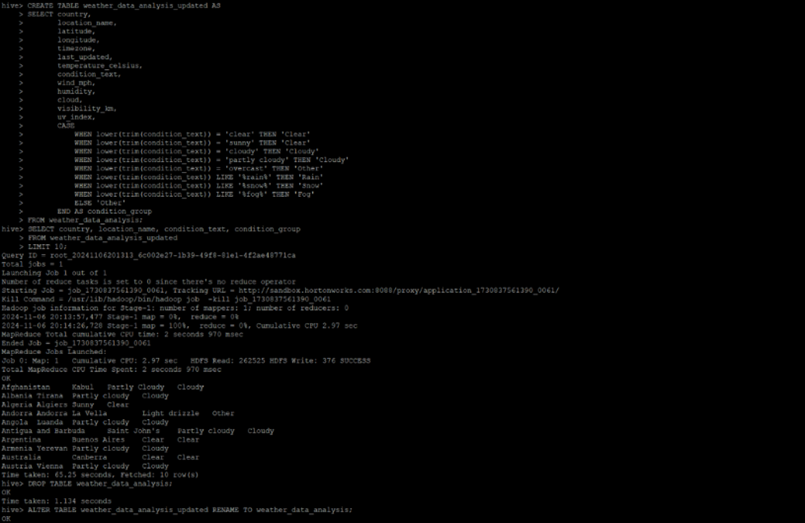 hive> CREATE TABLE weather_data_analysis_updated AS
    > SELECT country,
    >        location_name,
    >        latitude,
    >        longitude,
    >        timezone,
    >        last_updated,
    >        temperature_celsius,
    >        condition_text,
    >        wind_mph,
    >        humidity,
    >        cloud,
    >        visibility_km,
    >        uv_index,
    >        CASE
    >            WHEN lower(trim(condition_text)) = 'clear' THEN 'Clear'
    >            WHEN lower(trim(condition_text)) = 'sunny' THEN 'Clear'
    >            WHEN lower(trim(condition_text)) = 'cloudy' THEN 'Cloudy'
    >            WHEN lower(trim(condition_text)) = 'partly cloudy' THEN 'Cloudy'
    >            WHEN lower(trim(condition_text)) = 'overcast' THEN 'Other'
    >            WHEN lower(trim(condition_text)) LIKE '%rain%' THEN 'Rain'
    >            WHEN lower(trim(condition_text)) LIKE '%snow%' THEN 'Snow'
    >            WHEN lower(trim(condition_text)) LIKE '%fog%' THEN 'Fog'
    >            ELSE 'Other'
    >        END AS condition_group
    > FROM weather_data_analysis;
hive> SELECT country, location_name, condition_text, condition_group
    > FROM weather_data_analysis_updated
    > LIMIT 10;
Query ID = root_20241106201313_6c002e27-1b39-49f8-81e1-4f2ae48771ca
Total jobs = 1
Launching Job 1 out of 1
Number of reduce tasks is set to 0 since there's no reduce operator
Starting Job = job_1730837561390_0061, Tracking URL = http://sandbox.hortonworks.com:8088/proxy/application_1730837561390_0061/
Kill Command = /usr/lib/hadoop/bin/hadoop job  -kill job_1730837561390_0061
Hadoop job information for Stage-1: number of mappers: 1; number of reducers: 0
2024-11-06 20:13:57,477 Stage-1 map = 0%,  reduce = 0%
2024-11-06 20:14:26,728 Stage-1 map = 100%,  reduce = 0%, Cumulative CPU 2.97 sec
MapReduce Total cumulative CPU time: 2 seconds 970 msec
Ended Job = job_1730837561390_0061
MapReduce Jobs Launched:
Job 0: Map: 1   Cumulative CPU: 2.97 sec   HDFS Read: 262525 HDFS Write: 376 SUCCESS
Total MapReduce CPU Time Spent: 2 seconds 970 msec
OK
Afghanistan     Kabul   Partly Cloudy   Cloudy
Albania Tirana  Partly cloudy   Cloudy
Algeria Algiers Sunny   Clear
Andorra Andorra La Vella        Light drizzle   Other
Angola  Luanda  Partly cloudy   Cloudy
Antigua and Barbuda     Saint John's    Partly cloudy   Cloudy
Argentina       Buenos Aires    Clear   Clear
Armenia Yerevan Partly cloudy   Cloudy
Australia       Canberra        Clear   Clear
Austria Vienna  Partly cloudy   Cloudy
Time taken: 65.25 seconds, Fetched: 10 row(s)
hive> DROP TABLE weather_data_analysis;
OK
Time taken: 1.134 seconds
hive> ALTER TABLE weather_data_analysis_updated RENAME TO weather_data_analysis;
OK